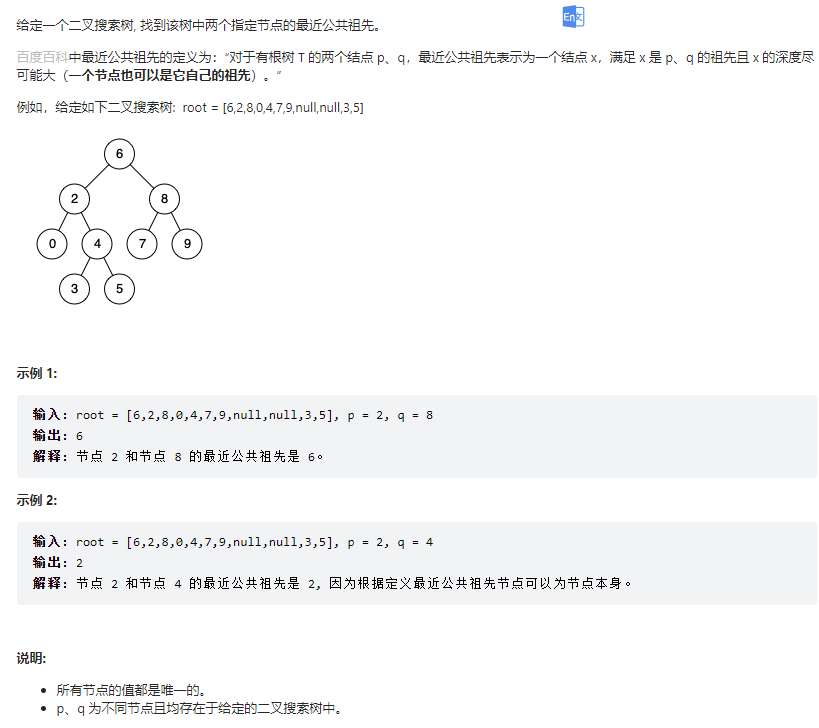 给定一个二叉搜索树, 找到该树中两个指定节点的最近公共祖先。
En文
百度百科中最近公共祖先的定义为：“对于有根树 T 的两个结点 p、q，最近公共祖先表示为一个结点 x，满足 x 是 p、q 的祖先且 x 的深度尽
可能大（一个节点也可以是它自己的祖先）。”
例如，给定如下二叉搜索树:  root = [6,2,8,0,4,7,9,null,null,3,5]
6
2 8
0 4 7 9
3 5
示例 1:
输入: root = [6,2,8,0,4,7,9,null,null,3,5], p = 2, q = 8
输出: 6
解释: 节点 2 和节点 8 的最近公共祖先是 6。
示例 2:
输入: root = [6,2,8,0,4,7,9,null,null,3,5], p = 2, q = 4
输出: 2
解释: 节点 2 和节点 4 的最近公共祖先是 2, 因为根据定义最近公共祖先节点可以为节点本身。
说明:
• 所有节点的值都是唯一的。
• p、q 为不同节点且均存在于给定的二叉搜索树中。